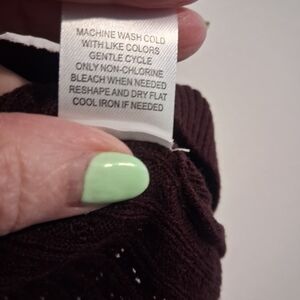 MACHINE WASH COLD
WITH LIKE COLORS
GENTLE CYCLE
ONLY NON-CHLORINE
BLEACH WHEN NEEDED
RESHAPE AND DRY FLAT
COOL IRON IF NEEDED